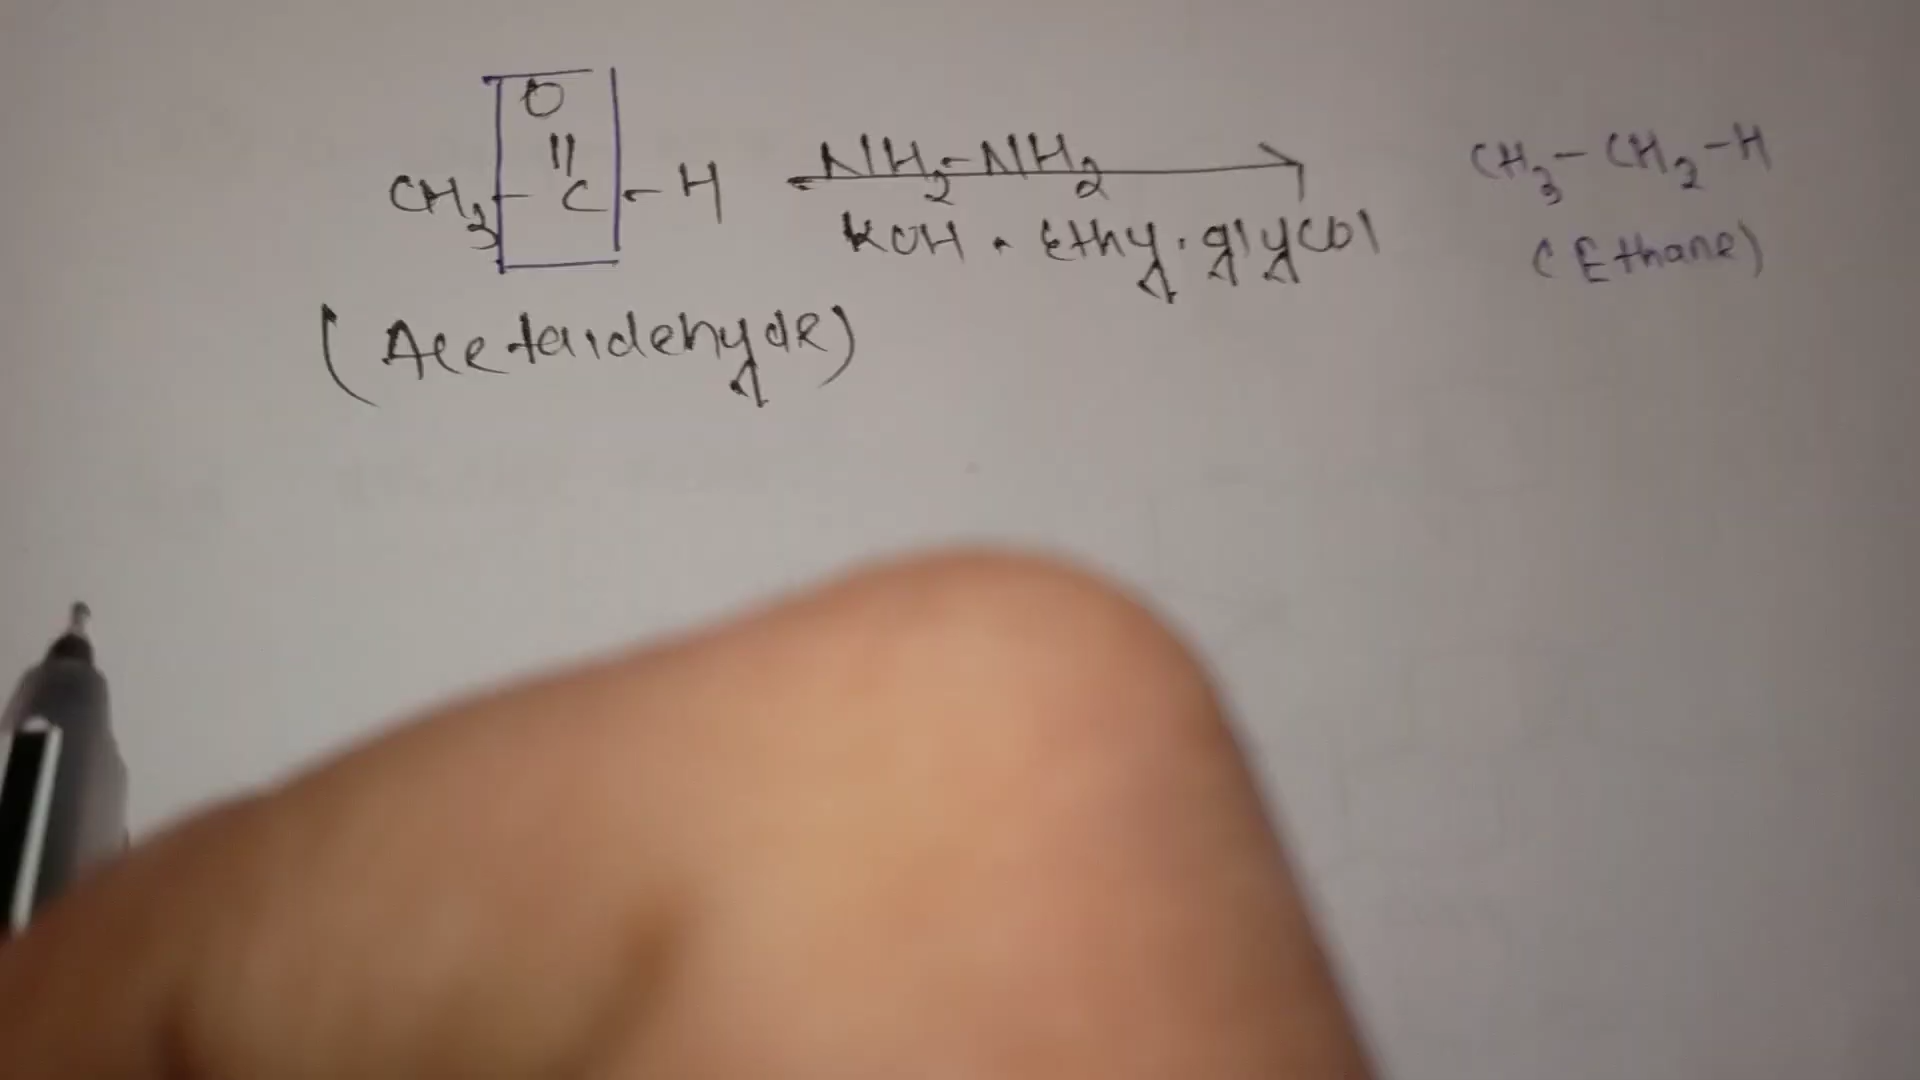 O
||
CH3-C-H NH2-NH2 CH3-CH2-H
KOH. Ethy. glycol (Ethane)
(Acetaldehyde)